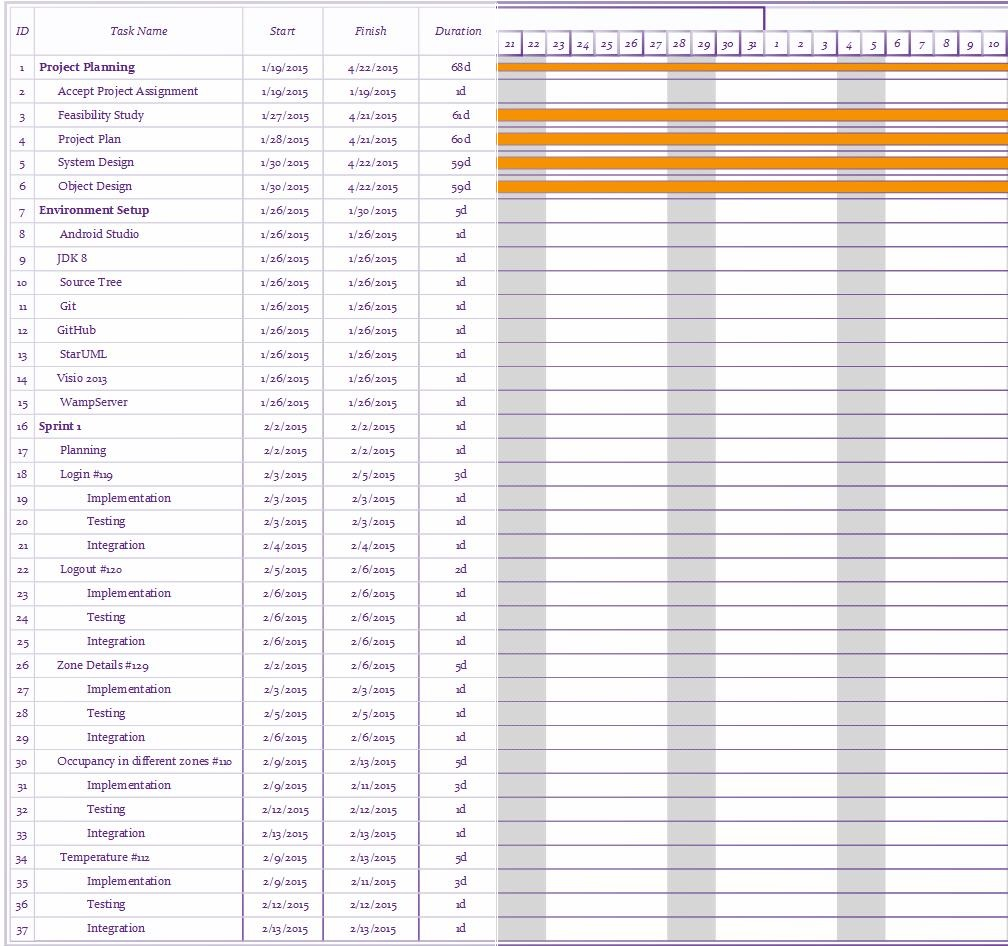 ID Task Name Start Finish Duration
21 22 23 24 25 26 27 28 29 30 31 1 2 3 4 5 6 7 8 9 10
1 Project Planning 1/19/2015 4/22/2015 68d
2 Accept Project Assignment 1/19/2015 1/19/2015 1d
3 Feasibility Study 1/27/2015 4/21/2015 61d
4 Project Plan 1/28/2015 4/21/2015 60d
5 System Design 1/30/2015 4/22/2015 59d
6 Object Design 1/30/2015 4/22/2015 59d
7 Environment Setup 1/26/2015 1/30/2015 5d
8 Android Studio 1/26/2015 1/26/2015 1d
9 JDK 8 1/26/2015 1/26/2015 1d
10 Source Tree 1/26/2015 1/26/2015 1d
11 Git 1/26/2015 1/26/2015 1d
12 GitHub 1/26/2015 1/26/2015 1d
13 StarUML 1/26/2015 1/26/2015 1d
14 Visio 2013 1/26/2015 1/26/2015 1d
15 WampServer 1/26/2015 1/26/2015 1d
16 Sprint 1 2/2/2015 2/2/2015 1d
17 Planning 2/2/2015 2/2/2015 1d
18 Login #119 2/3/2015 2/5/2015 3d
19 Implementation 2/3/2015 2/3/2015 1d
20 Testing 2/3/2015 2/3/2015 1d
21 Integration 2/4/2015 2/4/2015 1d
22 Logout #120 2/5/2015 2/6/2015 2d
23 Implementation 2/6/2015 2/6/2015 1d
24 Testing 2/6/2015 2/6/2015 1d
25 Integration 2/6/2015 2/6/2015 1d
26 Zone Details #129 2/2/2015 2/6/2015 5d
27 Implementation 2/3/2015 2/3/2015 1d
28 Testing 2/5/2015 2/5/2015 1d
29 Integration 2/6/2015 2/6/2015 1d
30 Occupancy in different zones #110 2/9/2015 2/13/2015 5d
31 Implementation 2/9/2015 2/11/2015 3d
32 Testing 2/12/2015 2/12/2015 1d
33 Integration 2/13/2015 2/13/2015 1d
34 Temperature #112 2/9/2015 2/13/2015 5d
35 Implementation 2/9/2015 2/11/2015 3d
36 Testing 2/12/2015 2/12/2015 1d
37 Integration 2/13/2015 2/13/2015 1d